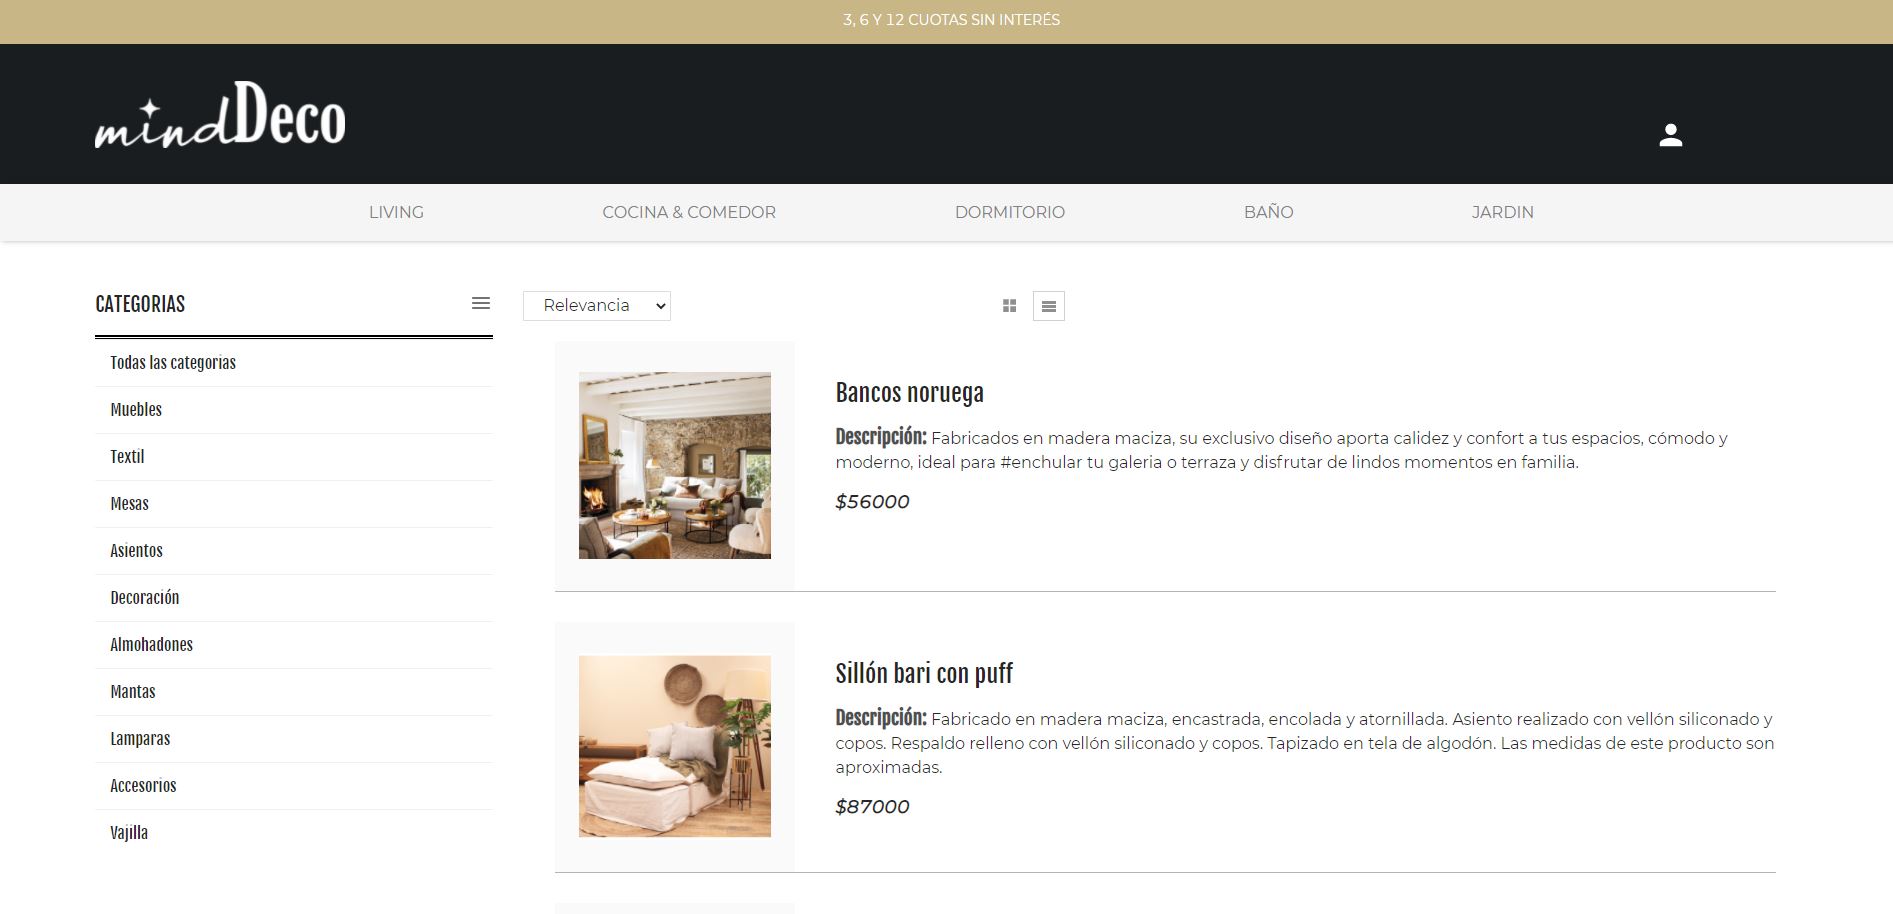 3, 6 Y 12 CUOTAS SIN INTERÉS
mindDeco
LIVING
COCINA & COMEDOR
DORMITORIO
BAÑO
JARDIN
CATEGORIAS
Todas las categorias
Muebles
Textil
Mesas
Asientos
Decoración
Almohadones
Mantas
Lamparas
Accesorios
Vajilla
Relevancia
Bancos noruega
Descripción: Fabricados en madera maciza, su exclusivo diseño aporta calidez y confort a tus espacios, cómodo y
moderno, ideal para #enchular tu galeria o terraza y disfrutar de lindos momentos en familia.
$56000
Sillón bari con puff
Descripción: Fabricado en madera maciza, encastrada, encolada y atornillada. Asiento realizado con vellón siliconado y
copos. Respaldo relleno con vellón siliconado y copos. Tapizado en tela de algodón. Las medidas de este producto son
aproximadas.
$87000